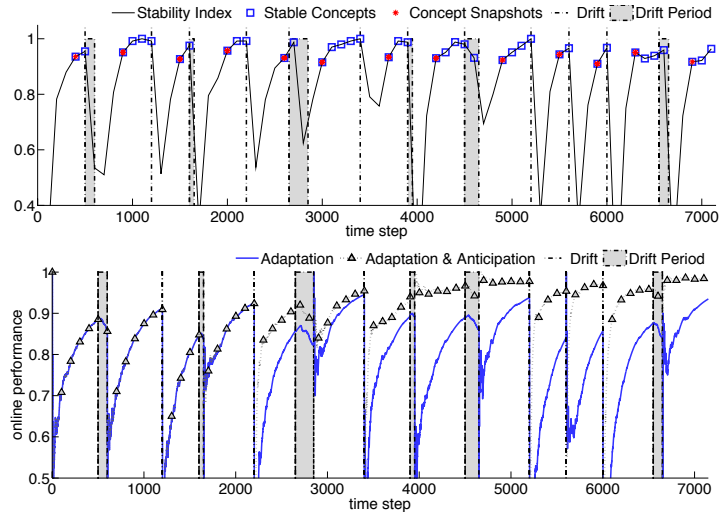 Stability Index Stable Concepts Concept Snapshots Drift Drift Period
1
0.8
0.6
0.4
0 1000 2000 3000 4000 5000 6000 7000
time step
Adaptation Adaptation & Anticipation Drift Drift Period
1
0.9
0.8
0.7
0.6
0.5
online performance
0 1000 2000 3000 4000 5000 6000 7000
time step